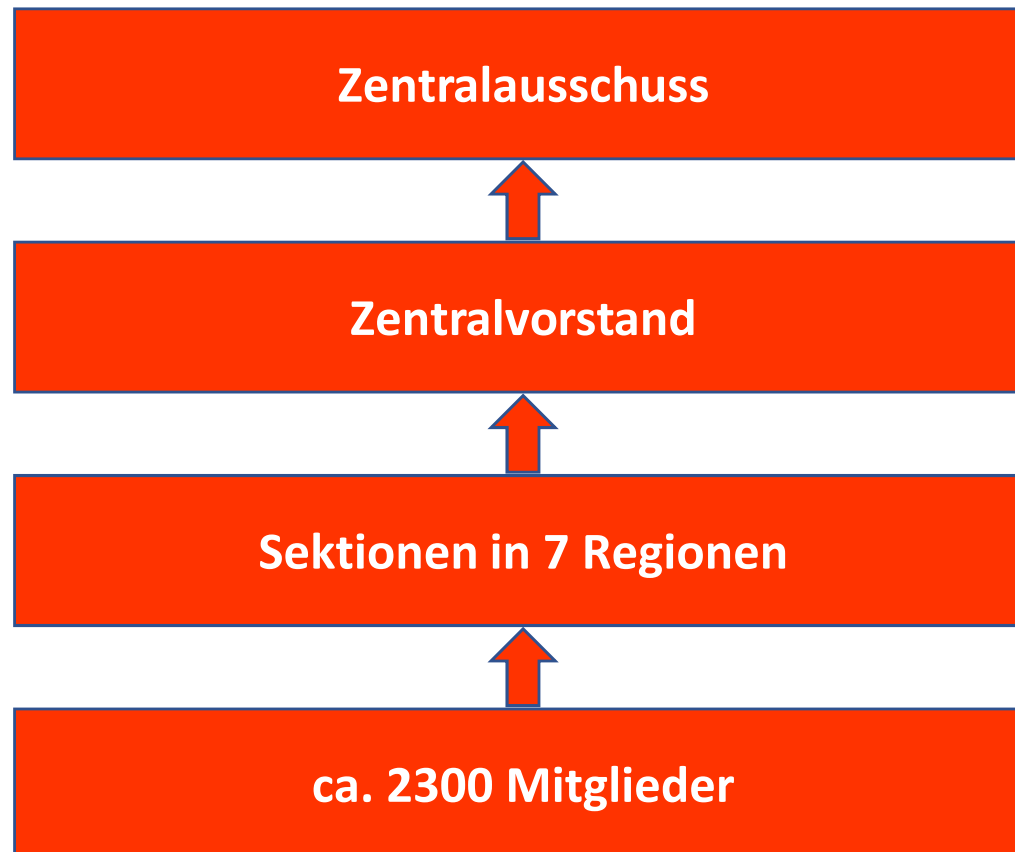 Zentralausschuss
Zentralvorstand
Sektionen in 7 Regionen
ca. 2300 Mitglieder